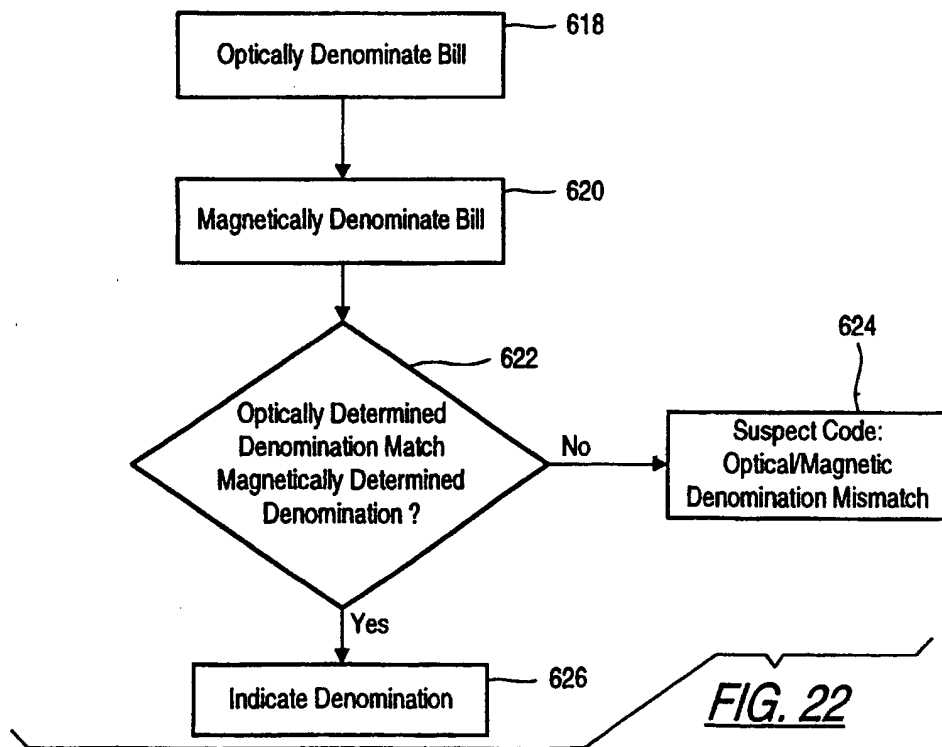 618
Optically Denominate Bill
620
Magnetically Denominate Bill
622
Optically Determined
Denomination Match
Magnetically Determined
Denomination ?
No
624
Suspect Code:
Optical/Magnetic
Denomination Mismatch
Yes
Indicate Denomination
626
FIG. 22